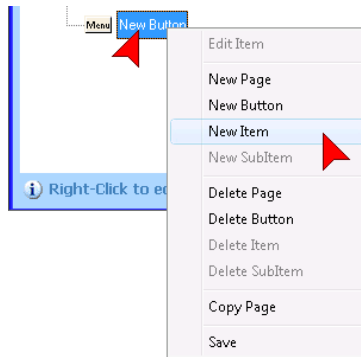 Menu New Button
Edit Item
New Page
New Button
New Item
New SubItem
Right-Click to e
Delete Page
Delete Button
Delete Item
Delete SubItem
Copy Page
Save